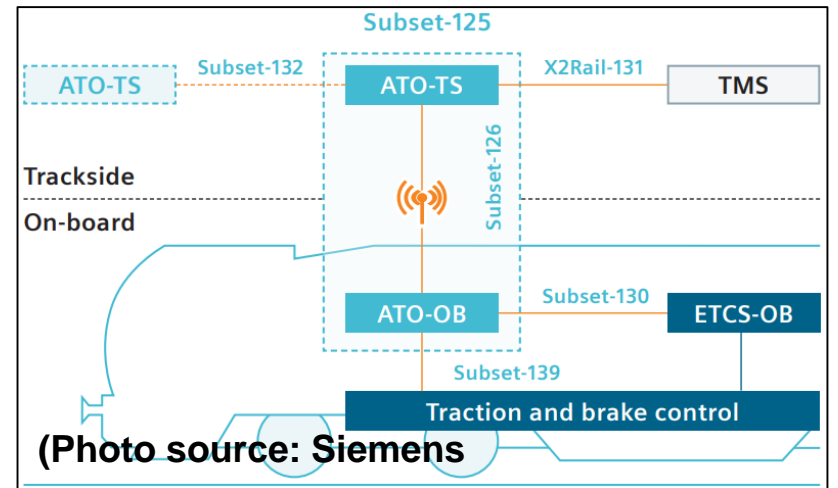 Subset-125
ATO-TS
Subset-132
ATO-TS
X2Rail-131
TMS
Subset-126
Trackside
On-board
ATO-OB
Subset-130
ETCS-OB
Subset-139
Traction and brake control
(Photo source: Siemens